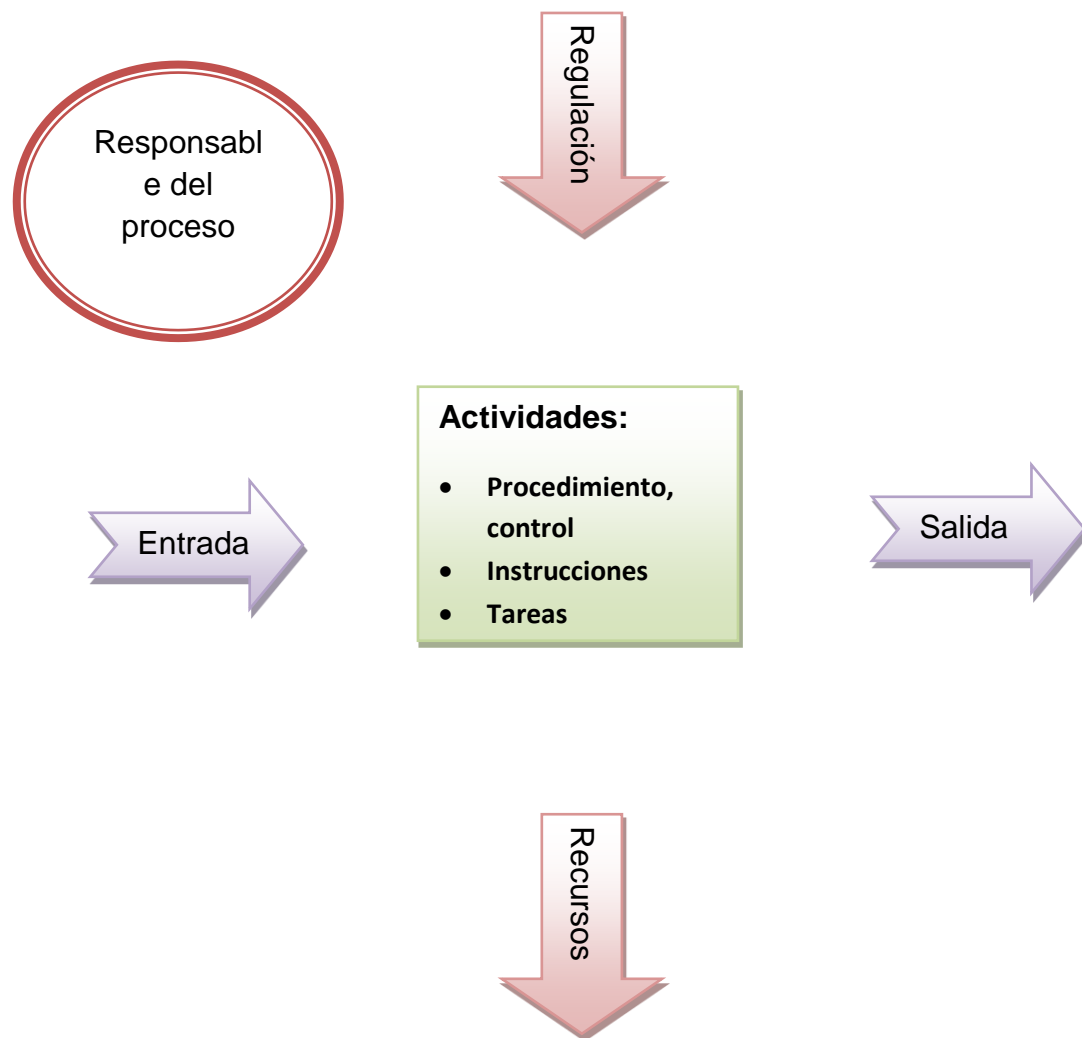 Regulación
Responsabl
e del
proceso
Actividades:
• Procedimiento,
control
• Instrucciones
• Tareas
Entrada
Salida
Recursos